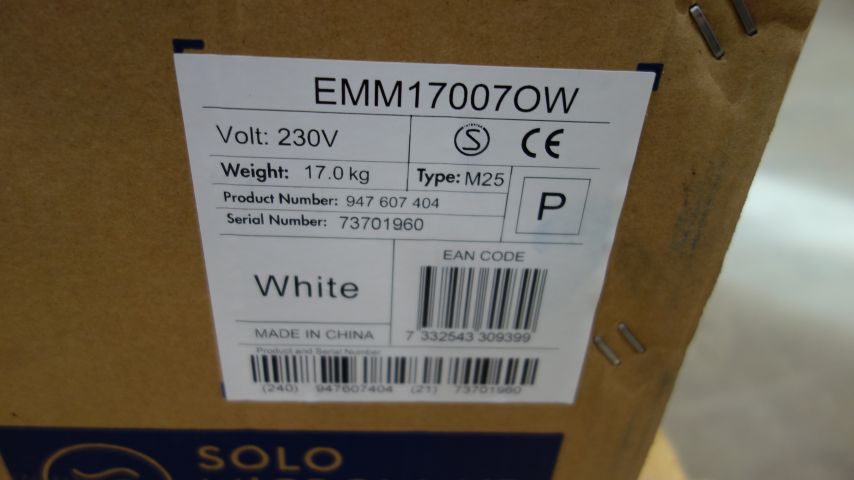 EMM17007OW
Volt: 230V
S CE
Weight: 17.0 kg
Type: M25
P
Product Number: 947 607 404
Serial Number: 73701960
EAN CODE
White
7 332543 309399
MADE IN CHINA
Product and Serial Number
(240) 947607404 (21) 73701960
SOLO